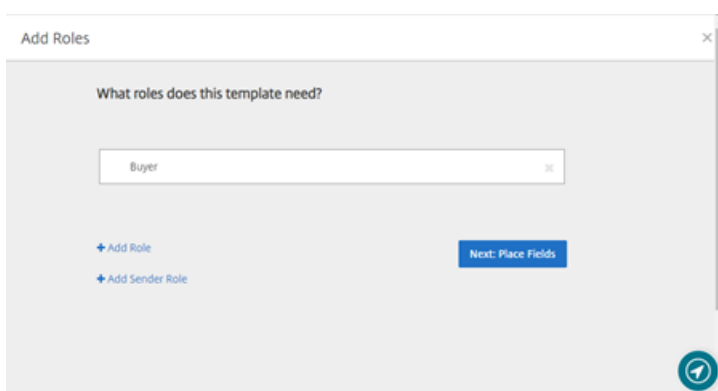 Add Roles
What roles does this template need?
Buyer
+ Add Role
Next: Place Fields
+ Add Sender Role